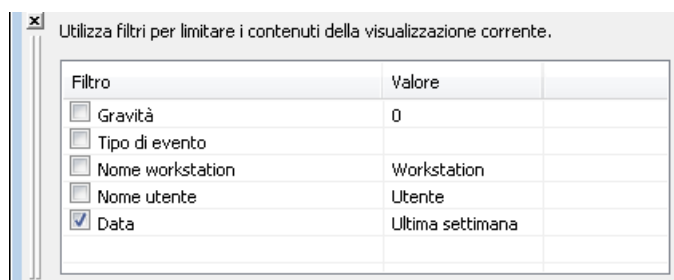 Utilizza filtri per limitare i contenuti della visualizzazione corrente.
Filtro Valore
Gravità 0
Tipo di evento
Nome workstation Workstation
Nome utente Utente
Data Ultima settimana